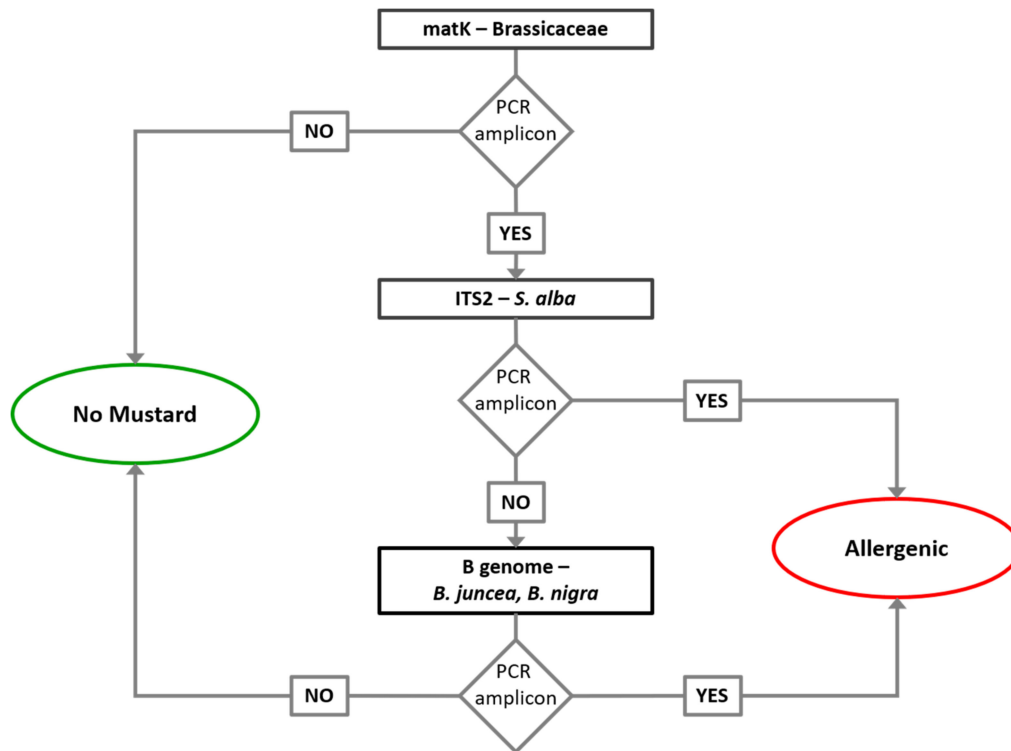 matK – Brassicaceae
PCR
amplicon
NO
YES
ITS2 – S. alba
PCR
amplicon
YES
No Mustard
NO
Allergenic
B genome –
B. juncea, B. nigra
PCR
amplicon
NO
YES